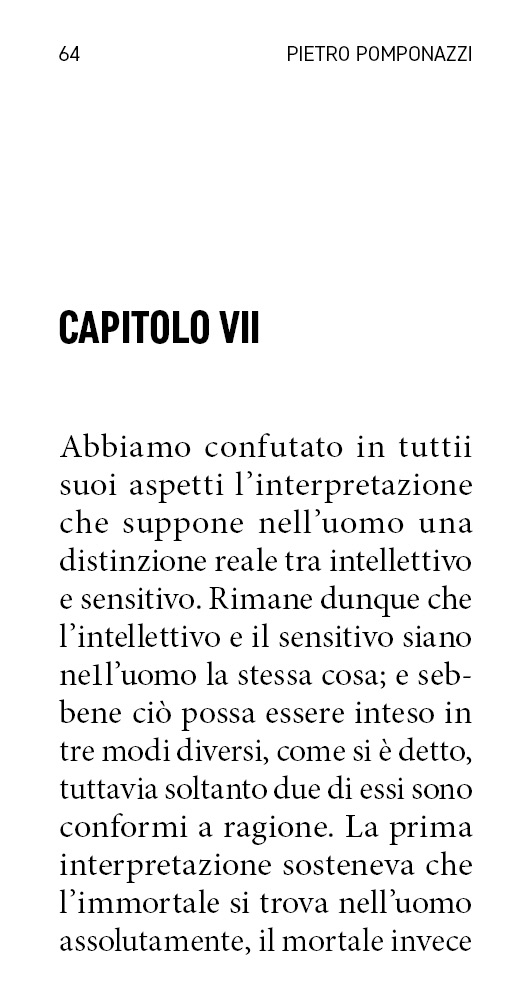 64 PIETRO POMPONAZZI
CAPITOLO VII
Abbiamo confutato in tuttii
suoi aspetti l’interpretazione
che suppone nell’uomo una
distinzione reale tra intellettivo
e sensitivo. Rimane dunque che
l’intellettivo e il sensitivo siano
ne1l’uomo la stessa cosa; e seb-
bene ciò possa essere inteso in
tre modi diversi, come si è detto,
tuttavia soltanto due di essi sono
conformi a ragione. La prima
interpretazione sosteneva che
l’immortale si trova nell’uomo
assolutamente, il mortale invece